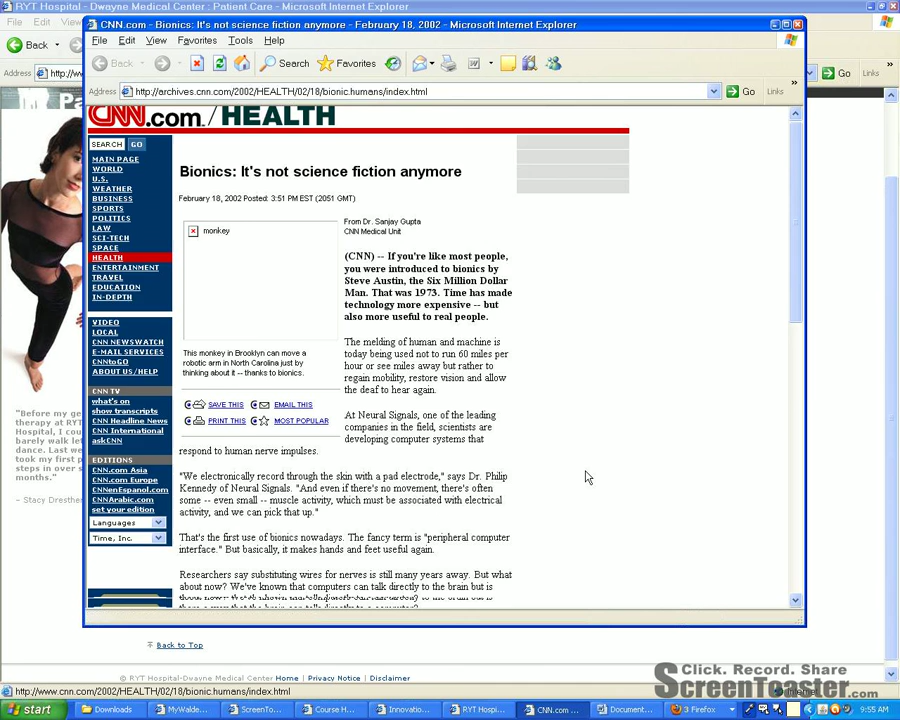 RYT Hospital - Dwayne Medical Center : Patient Care - Microsoft Internet Explorer
CNN.com - Bionics: It's not science fiction anymore - February 18, 2002 - Microsoft Internet Explorer
File Edit View
File Edit View Favorites Tools Help
Back
Back Search Favorites
Address http://w
Address http://archives.cnn.com/2002/HEALTH/02/18/bionic.humans/index.html Go Links
Go Links
CNN.com / HEALTH
SEARCH GO
MAIN PAGE
WORLD
U.S.
WEATHER
BUSINESS
SPORTS
POLITICS
LAW
SCI-TECH
SPACE
HEALTH
ENTERTAINMENT
TRAVEL
EDUCATION
IN-DEPTH
VIDEO
LOCAL
CNN NEWSWATCH
E-MAIL SERVICES
CNNtoGO
ABOUT US/HELP
CNN TV
what's on
show transcripts
CNN Headline News
CNN International
askCNN
EDITIONS
CNN.com Asia
CNN.com Europe
CNNenEspanol.com
CNNArabic.com
set your edition
Languages
Time, Inc.
Bionics: It's not science fiction anymore
February 18, 2002 Posted: 3:51 PM EST (2051 GMT)
monkey
This monkey in Brooklyn can move a
robotic arm in North Carolina just by
thinking about it -- thanks to bionics.
SAVE THIS EMAIL THIS
PRINT THIS MOST POPULAR
From Dr. Sanjay Gupta
CNN Medical Unit
(CNN) -- If you're like most people,
you were introduced to bionics by
Steve Austin, the Six Million Dollar
Man. That was 1973. Time has made
technology more expensive -- but
also more useful to real people.
The melding of human and machine is
today being used not to run 60 miles per
hour or see miles away but rather to
regain mobility, restore vision and allow
the deaf to hear again.
At Neural Signals, one of the leading
companies in the field, scientists are
developing computer systems that
respond to human nerve impulses.
"We electronically record through the skin with a pad electrode," says Dr. Philip
Kennedy of Neural Signals. "And even if there's no movement, there's often
some -- even small -- muscle activity, which must be associated with electrical
activity, and we can pick that up."
That's the first use of bionics nowadays. The fancy term is "peripheral computer
interface." But basically, it makes hands and feet useful again.
Researchers say substituting wires for nerves is still many years away. But what
about now? We've known that computers can talk directly to the brain but is
"Before my ge
therapy at RYT
Hospital, I cou
barely walk let
dance. Last we
took my first p
steps in over s
months."
– Stacy Dresther
Back to Top
© RYT Hospital-Dwayne Medical Center Home | Privacy Notice | Disclaimer
Click. Record. Share
ScreenToaster.com
http://www.cnn.com/2002/HEALTH/02/18/bionic.humans/index.html
start Downloads MyWalde... ScreenTo... Course H... Innovatio... RYT Hospi... CNN.com ... Document... 3 Firefox 9:55 AM